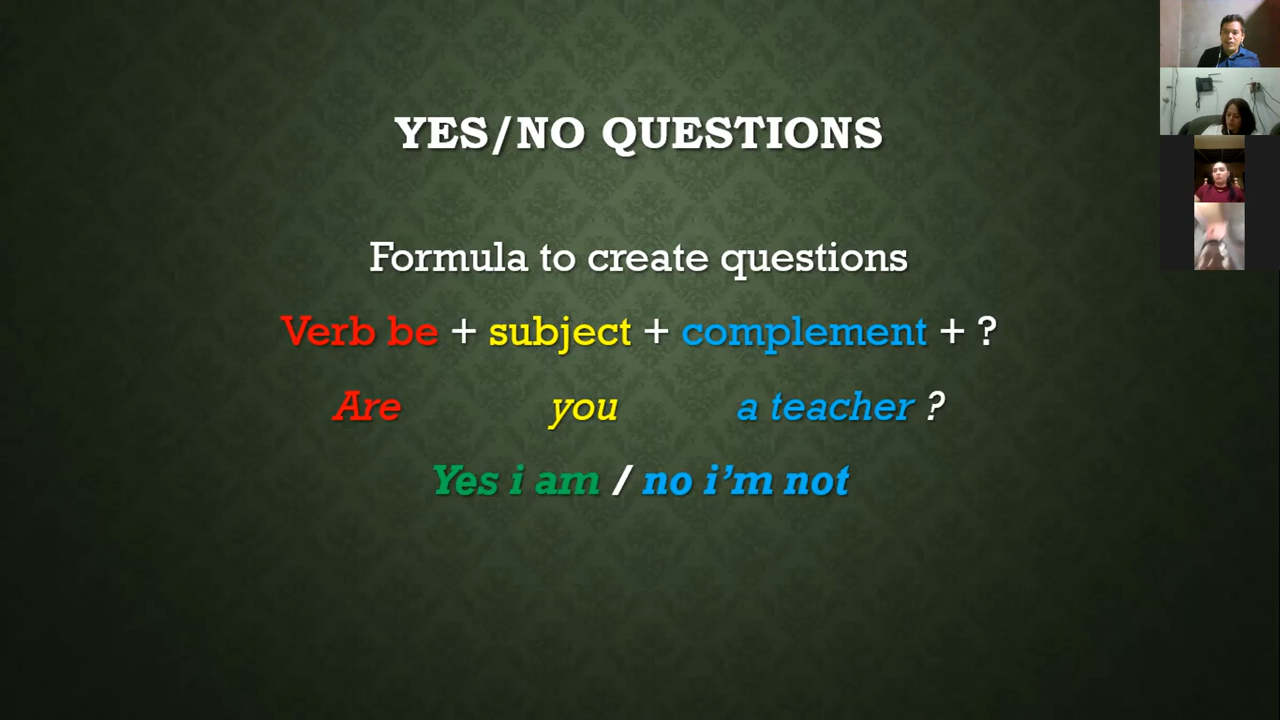 YES/NO QUESTIONS
Formula to create questions
Verb be + subject + complement + ?
Are you a teacher ?
Yes i am / no i’m not